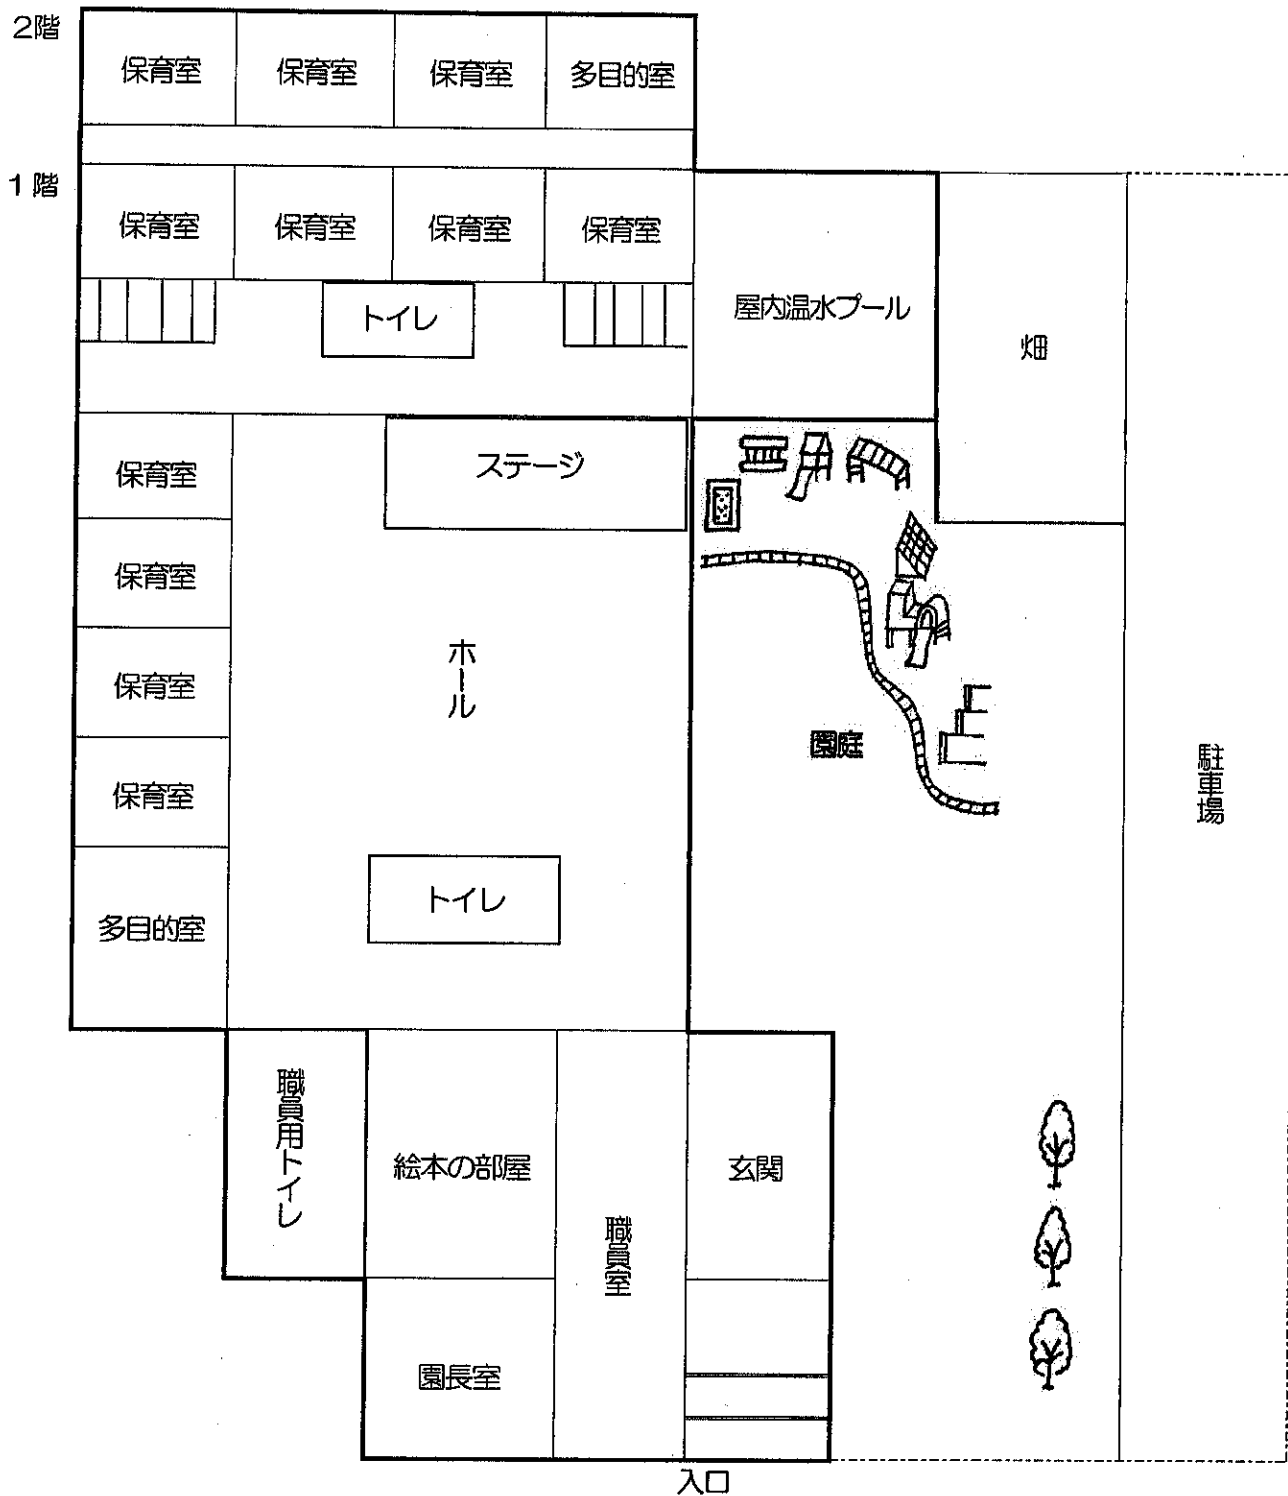 2階
保育室
保育室
保育室
多目的室
1階
保育室
保育室
保育室
保育室
トイレ
屋内温水プール
畑
保育室
ステージ
保育室
保育室
ホール
保育室
園庭
駐車場
多目的室
トイレ
職員用トイレ
絵本の部屋
職員室
玄関
園長室
入口